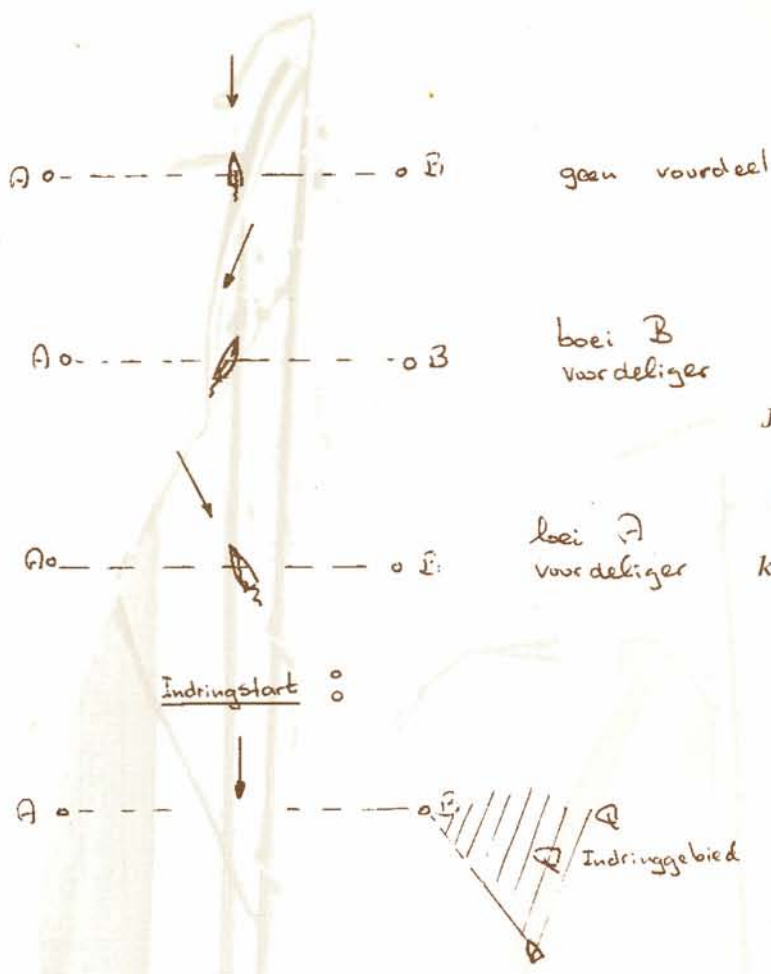 A B geen voordeel
A B boei B
voordeliger
j
A B boei A
voordeliger k
Indringstart :
A B
Indringgebied